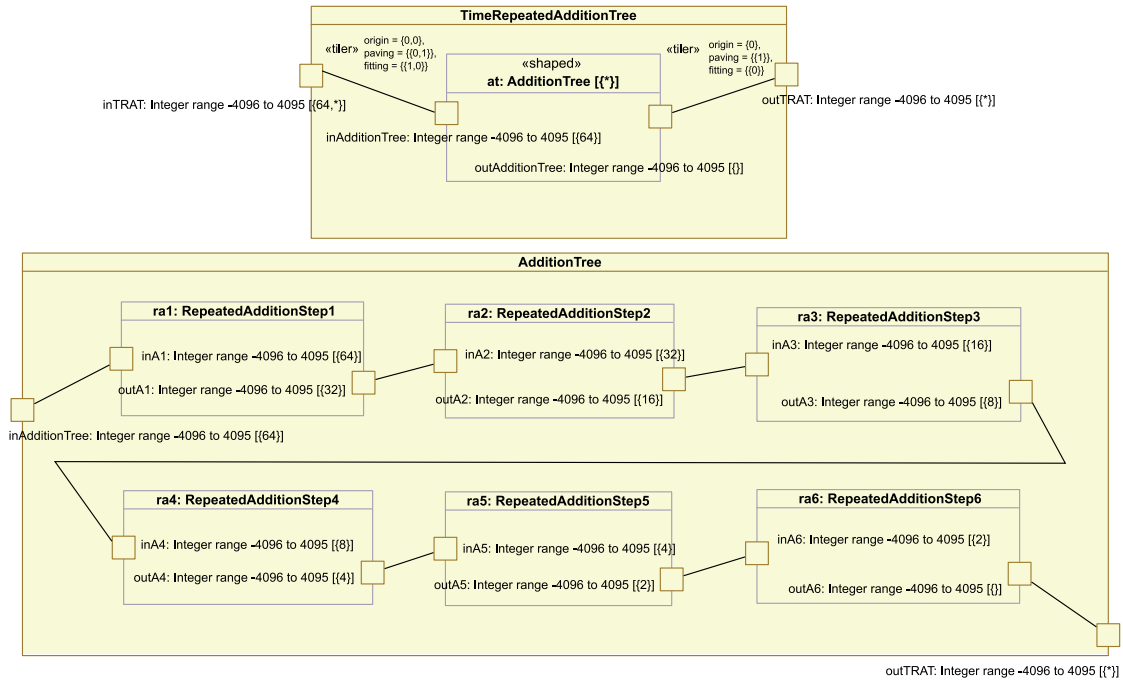 TimeRepeatedAdditionTree
«tiler»
origin = {0,0},
paving = {{0,1}},
fitting = {{1,0}}
«shaped»
at: AdditionTree [{*}]
«tiler»
origin = {0},
paving = {{1}},
fitting = {{0}}
inTRAT: Integer range -4096 to 4095 [{64,*}]
outTRAT: Integer range -4096 to 4095 [{*}]
inAdditionTree: Integer range -4096 to 4095 [{64}]
outAdditionTree: Integer range -4096 to 4095 [{}]
AdditionTree
ra1: RepeatedAdditionStep1
inA1: Integer range -4096 to 4095 [{64}]
outA1: Integer range -4096 to 4095 [{32}]
ra2: RepeatedAdditionStep2
inA2: Integer range -4096 to 4095 [{32}]
outA2: Integer range -4096 to 4095 [{16}]
ra3: RepeatedAdditionStep3
inA3: Integer range -4096 to 4095 [{16}]
outA3: Integer range -4096 to 4095 [{8}]
inAdditionTree: Integer range -4096 to 4095 [{64}]
ra4: RepeatedAdditionStep4
inA4: Integer range -4096 to 4095 [{8}]
outA4: Integer range -4096 to 4095 [{4}]
ra5: RepeatedAdditionStep5
inA5: Integer range -4096 to 4095 [{4}]
outA5: Integer range -4096 to 4095 [{2}]
ra6: RepeatedAdditionStep6
inA6: Integer range -4096 to 4095 [{2}]
outA6: Integer range -4096 to 4095 [{}]
outTRAT: Integer range -4096 to 4095 [{*}]